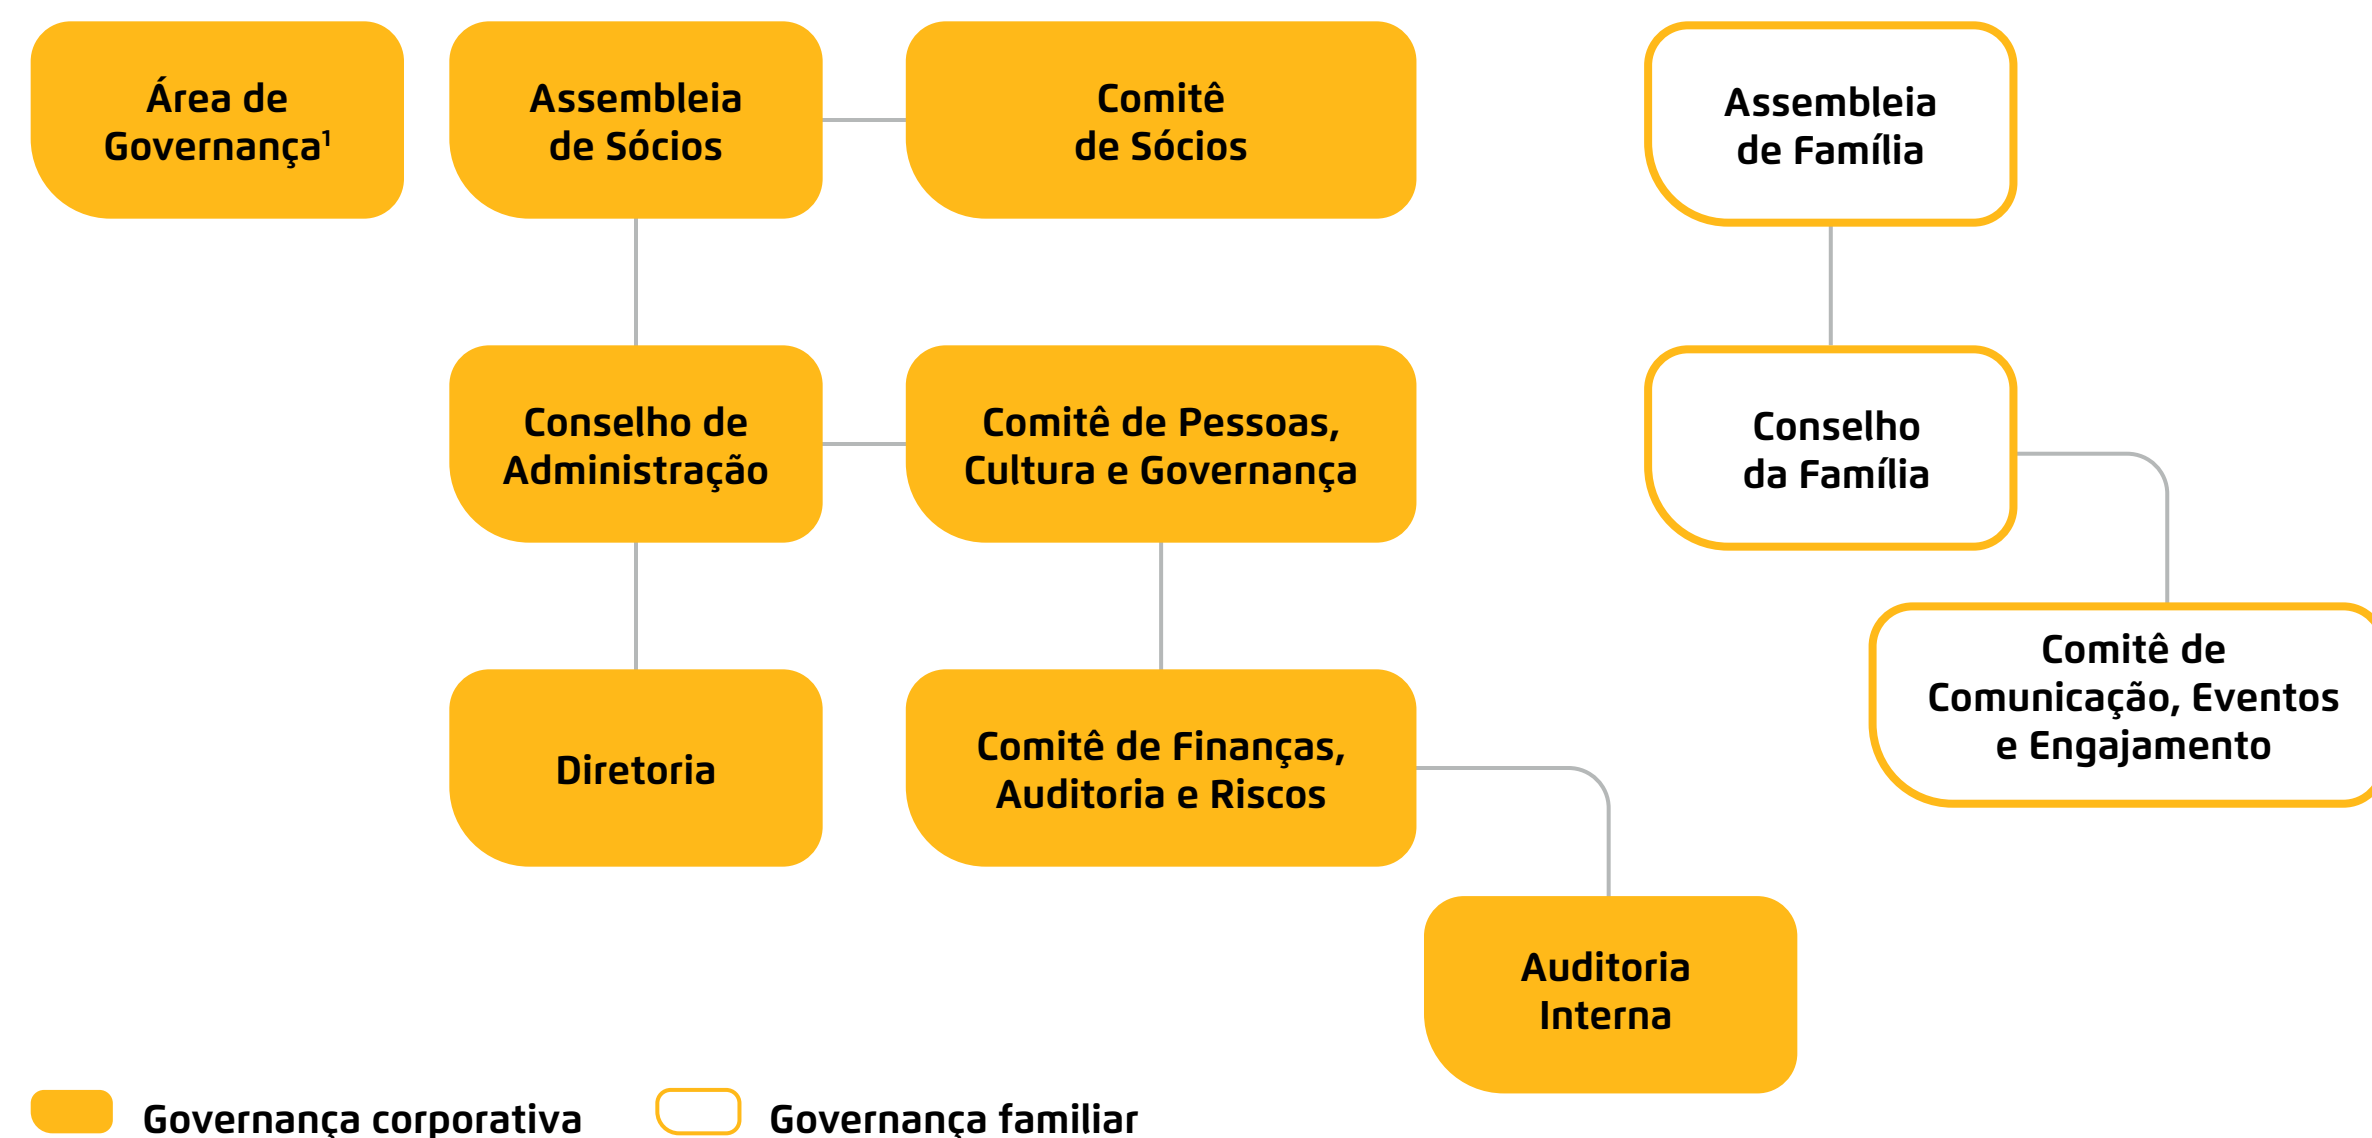 Área de
Governança¹
Assembleia
de Sócios
Comitê
de Sócios
Assembleia
de Família
Conselho de
Administração
Comitê de Pessoas,
Cultura e Governança
Conselho
da Família
Diretoria
Comitê de Finanças,
Auditoria e Riscos
Comitê de
Comunicação, Eventos
e Engajamento
Auditoria
Interna
Governança corporativa
Governança familiar